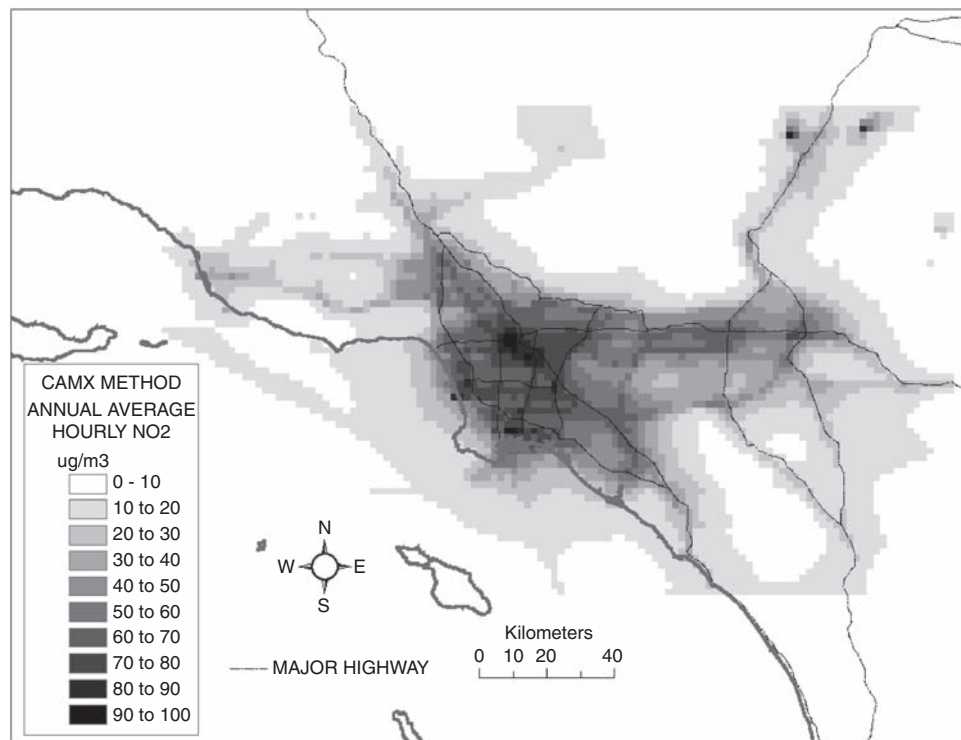 CAMX METHOD
ANNUAL AVERAGE
HOURLY NO2
ug/m3
0 - 10
10 to 20
20 to 30
30 to 40
40 to 50
50 to 60
60 to 70
70 to 80
80 to 90
90 to 100
N
W E
S
Kilometers
0 10 20 40
MAJOR HIGHWAY